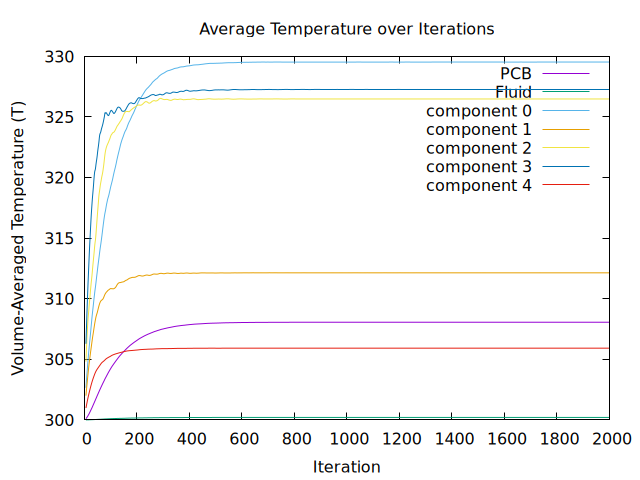 Average Temperature over Iterations
Volume-Averaged Temperature (T)
330
325
320
315
310
305
300
PCB
Fluid
component 0
component 1
component 2
component 3
component 4
0 200 400 600 800 1000 1200 1400 1600 1800 2000
Iteration